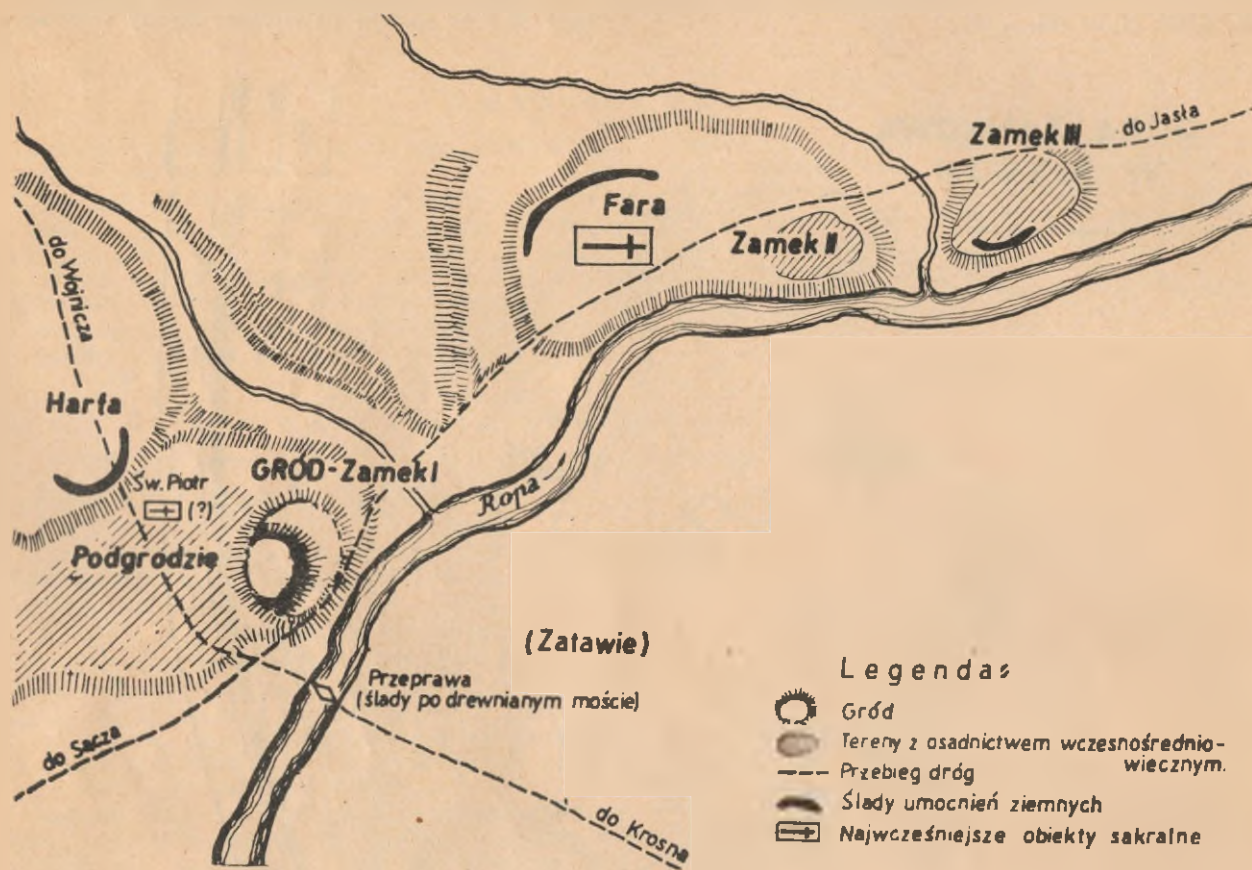 Zamek III
do Jasła
Fara
Zamek II
do Wojnicza
Harfa
GRÓD-Zamek I
Św. Piotr
(?)
Ropa
Podgrodzie
(Zatawie)
Przeprawa
(ślady po drewnianym moście)
do Sącza
do Krosna
Legenda:
Gród
Tereny z osadnictwem wczesnośrednio-
wiecznym.
Przebieg dróg
Ślady umocnień ziemnych
Najwcześniejsze obiekty sakralne